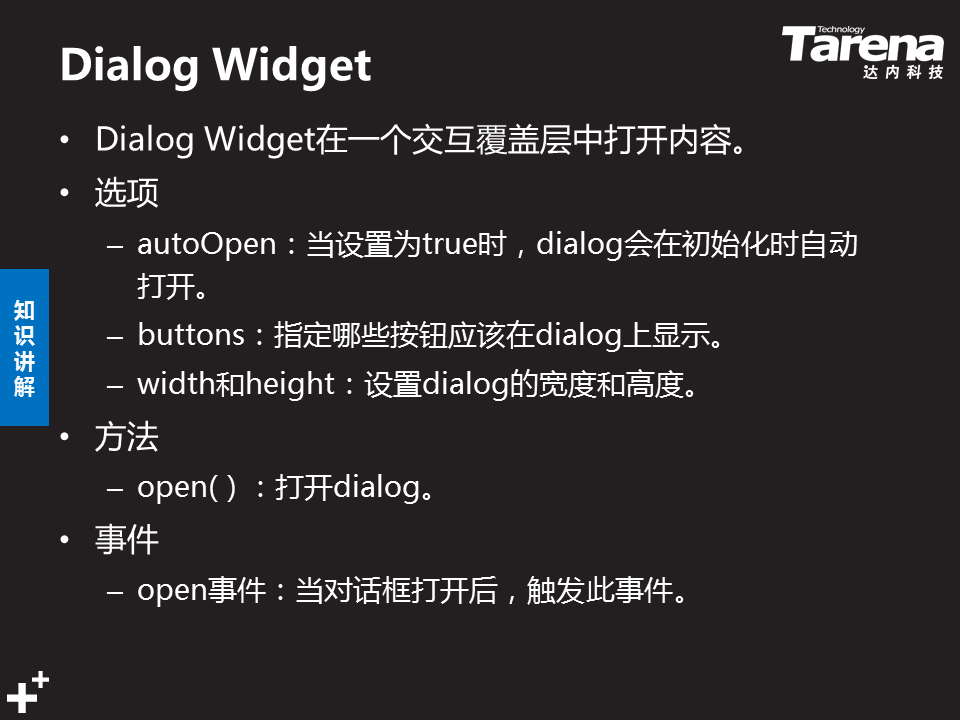 Dialog Widget
Technology
Tarena
达内科技
• Dialog Widget在一个交互覆盖层中打开内容。
• 选项
– autoOpen：当设置为true时，dialog会在初始化时自动
打开。
– buttons：指定哪些按钮应该在dialog上显示。
– width和height：设置dialog的宽度和高度。
知
识
讲
解
• 方法
– open( ) ：打开dialog。
• 事件
– open事件：当对话框打开后，触发此事件。